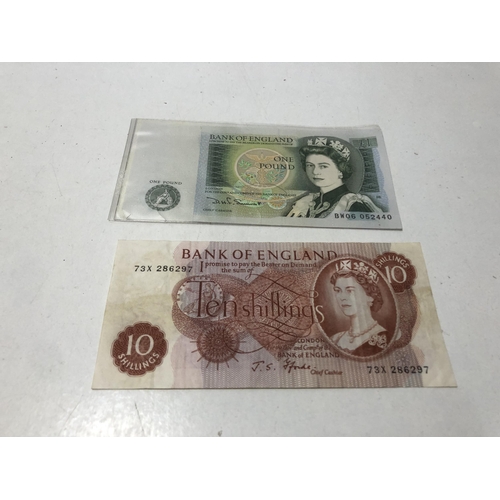 BANK OF ENGLAND
ONE POUND
ONE
POUND
£1
BW06 052440
BANK OF ENGLAND
SHILLINGS
10
73X 286297
I promise to pay the Bearer on Demand
the sum of
Ten shillings
LONDON
BANK OF ENGLAND
10
SHILLINGS
Chief Cashier
73X 286297